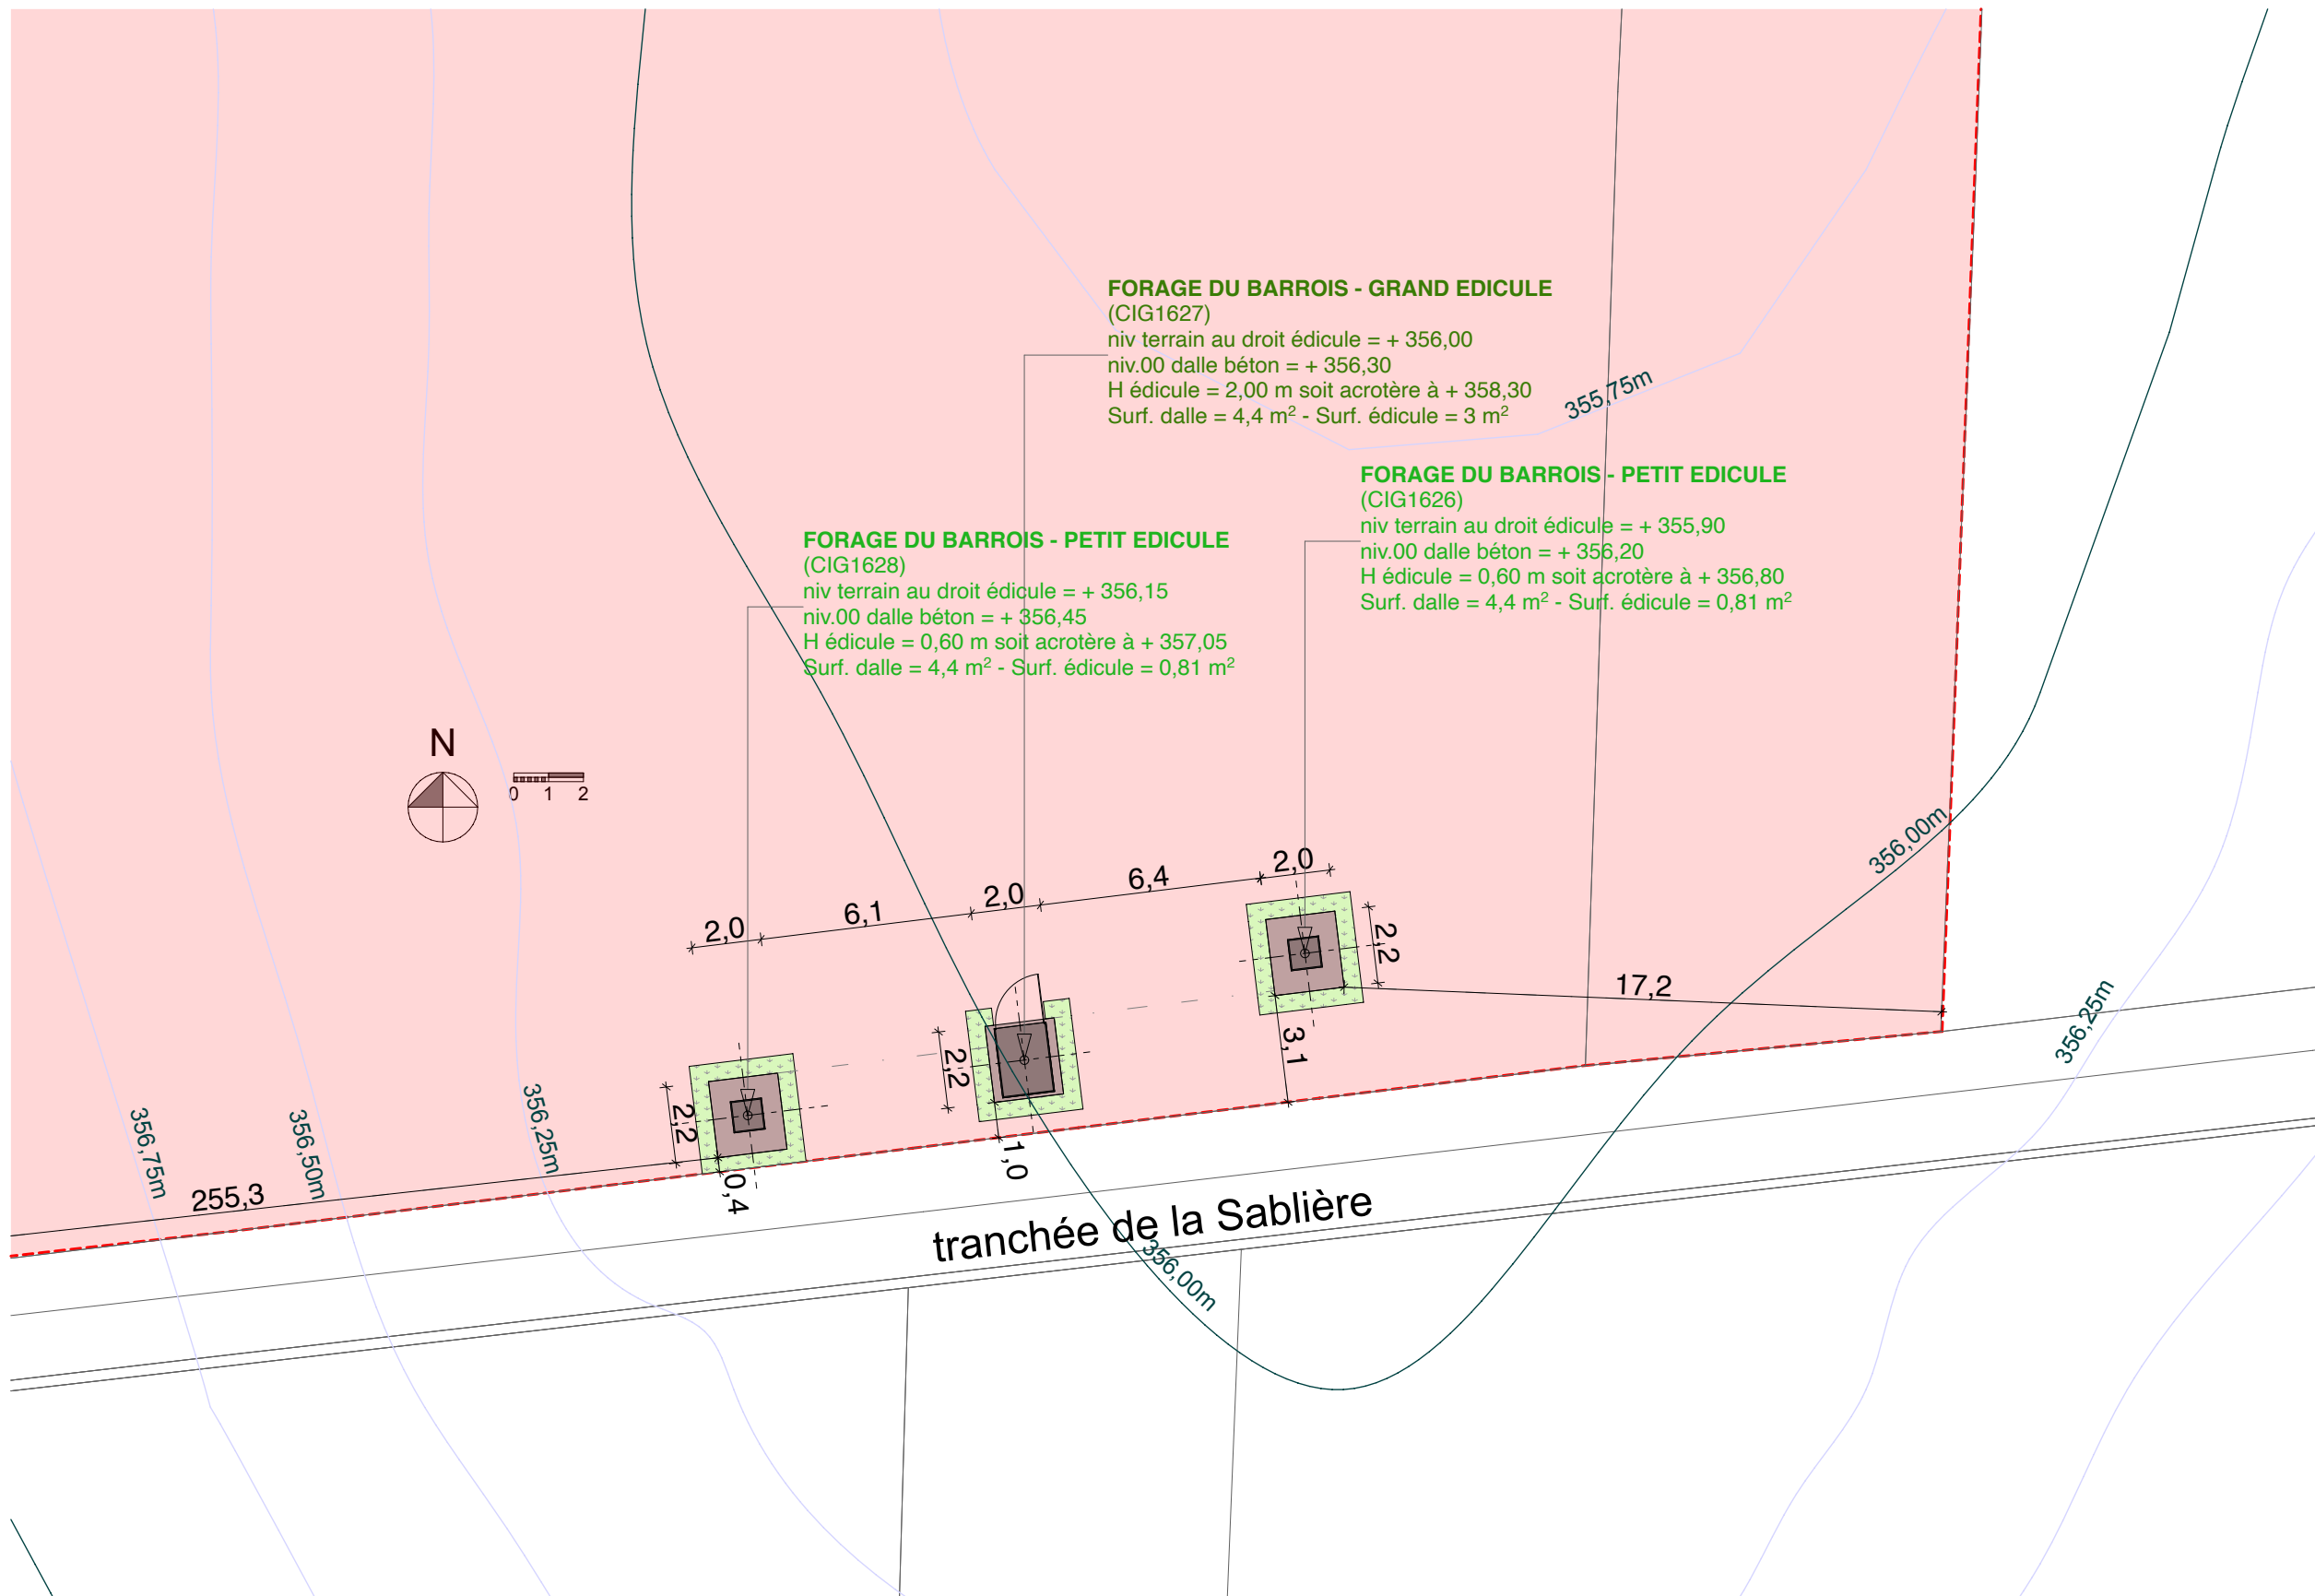 FORAGE DU BARROIS - GRAND EDICULE
(CIG1627)
niv terrain au droit édicule = + 356,00
niv.00 dalle béton = + 356,30
H édicule = 2,00 m soit acrotère à + 358,30
Surf. dalle = 4,4 m² - Surf. édicule = 3 m²
355,75m
FORAGE DU BARROIS - PETIT EDICULE
(CIG1626)
niv terrain au droit édicule = + 355,90
niv.00 dalle béton = + 356,20
H édicule = 0,60 m soit acrotère à + 356,80
Surf. dalle = 4,4 m² - Surf. édicule = 0,81 m²
FORAGE DU BARROIS - PETIT EDICULE
(CIG1628)
niv terrain au droit édicule = + 356,15
niv.00 dalle béton = + 356,45
H édicule = 0,60 m soit acrotère à + 357,05
Surf. dalle = 4,4 m² - Surf. édicule = 0,81 m²
N
0 1 2
2,0
6,1
2,0
6,4
2,0
356,00m
2,2
17,2
3,1
2,2
2,2
1,0
0,4
356,25m
356,75m
356,50m
356,25m
255,3
tranchée de la Sablière
356,00m